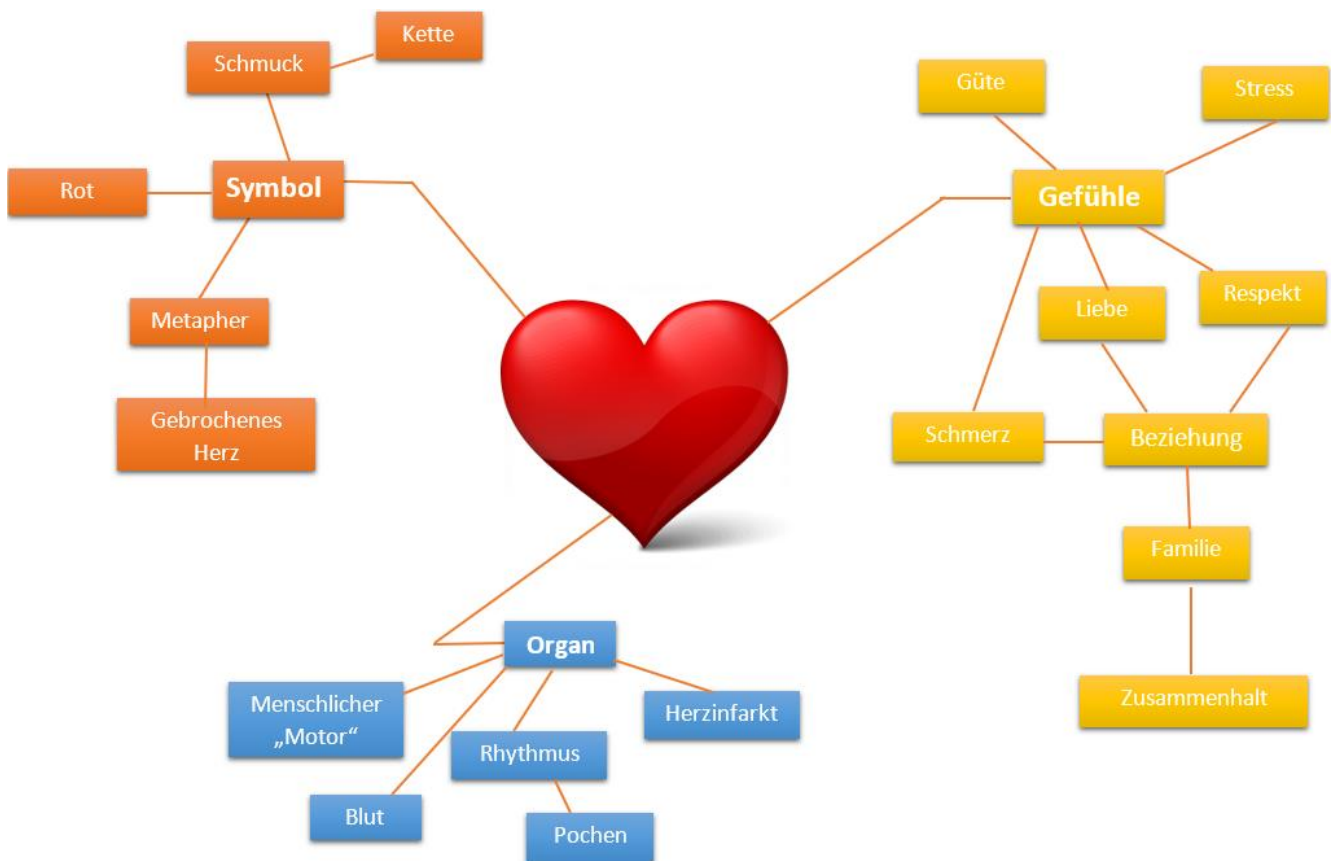 Kette
Schmuck
Symbol
Rot
Metapher
Gebrochenes
Herz
Güte
Stress
Gefühle
Liebe
Respekt
Schmerz
Beziehung
Familie
Zusammenhalt
Organ
Menschlicher
„Motor“
Herzinfarkt
Rhythmus
Blut
Pochen